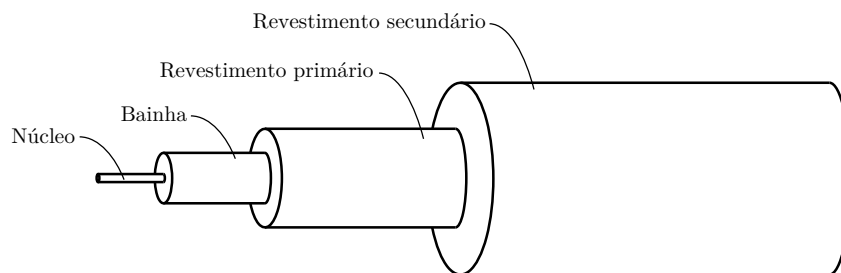 Revestimento secundário
Revestimento primário
Bainha
Núcleo